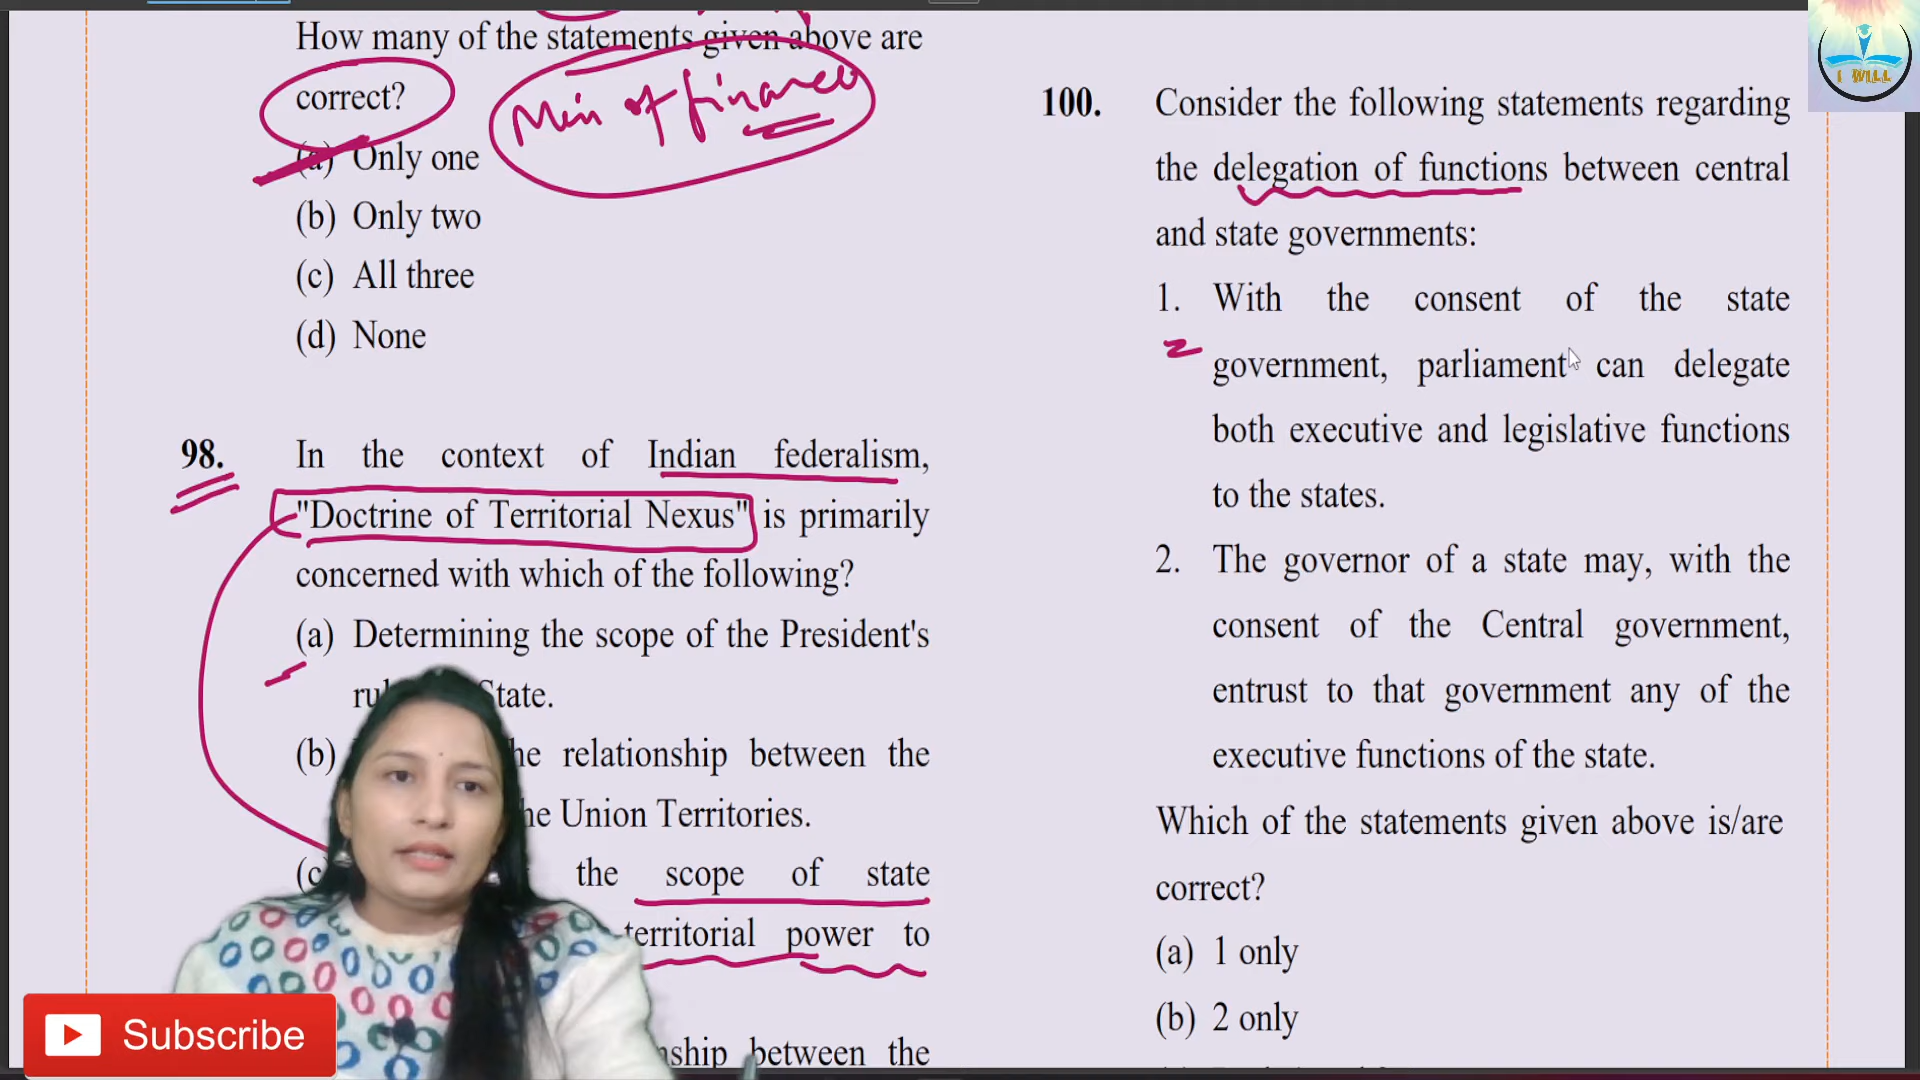 How many of the statements given above are
correct?
Min of finance
(a) Only one
(b) Only two
(c) All three
(d) None
98. In the context of Indian federalism,
"Doctrine of Territorial Nexus" is primarily
concerned with which of the following?
(a) Determining the scope of the President's
State.
(b) the relationship between the
the Union Territories.
(c the scope of state
territorial power to
between the
100. Consider the following statements regarding
the delegation of functions between central
and state governments:
1. With the consent of the state
government, parliament can delegate
both executive and legislative functions
to the states.
2. The governor of a state may, with the
consent of the Central government,
entrust to that government any of the
executive functions of the state.
Which of the statements given above is/are
correct?
(a) 1 only
(b) 2 only
I WILL
Subscribe